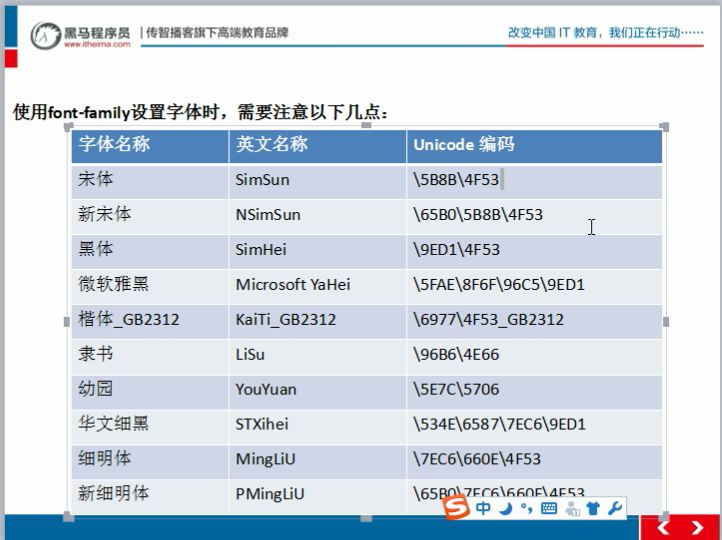 黑马程序员 | 传智播客旗下高端教育品牌 改变中国 IT 教育，我们正在行动……
www.itheima.com
使用font-family设置字体时，需要注意以下几点：
字体名称 英文名称 Unicode 编码
宋体 SimSun \5B8B\4F53
新宋体 NSimSun \65B0\5B8B\4F53
黑体 SimHei \9ED1\4F53
微软雅黑 Microsoft YaHei \5FAE\8F6F\96C5\9ED1
楷体_GB2312 KaiTi_GB2312 \6977\4F53_GB2312
隶书 LiSu \96B6\4E66
幼园 YouYuan \5E7C\5706
华文细黑 STXihei \534E\6587\7EC6\9ED1
细明体 MingLiU \7EC6\660E\4F53
新细明体 PMingLiU \65B0\7EC6\660E\4F53
中